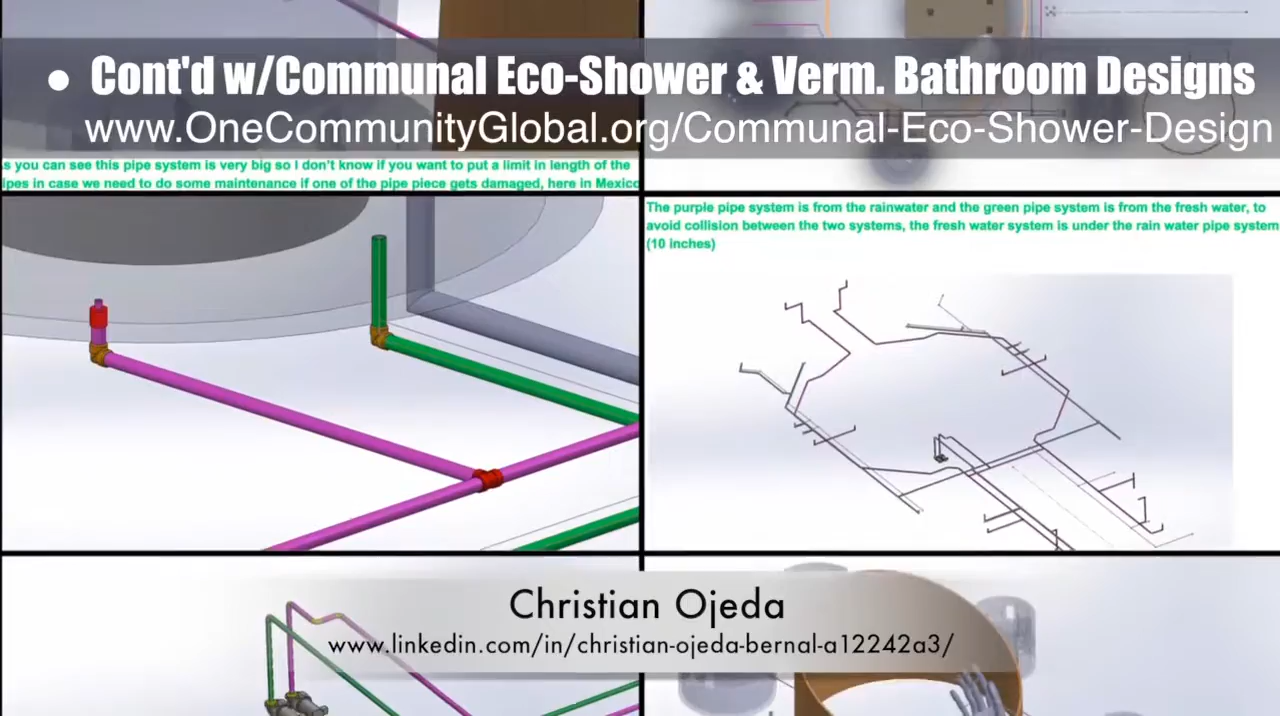 • Cont'd w/Communal Eco-Shower & Verm. Bathroom Designs
www.OneCommunityGlobal.org/Communal-Eco-Shower-Design
s you can see this pipe system is very big so I don't know if you want to put a limit in length of the
ipes in case we need to do some maintenance if one of the pipe piece gets damaged, here in Mexico
The purple pipe system is from the rainwater and the green pipe system is from the fresh water, to
avoid collision between the two systems, the fresh water system is under the rain water pipe system
(10 inches)
Christian Ojeda
www.linkedin.com/in/christian-ojeda-bernal-a12242a3/